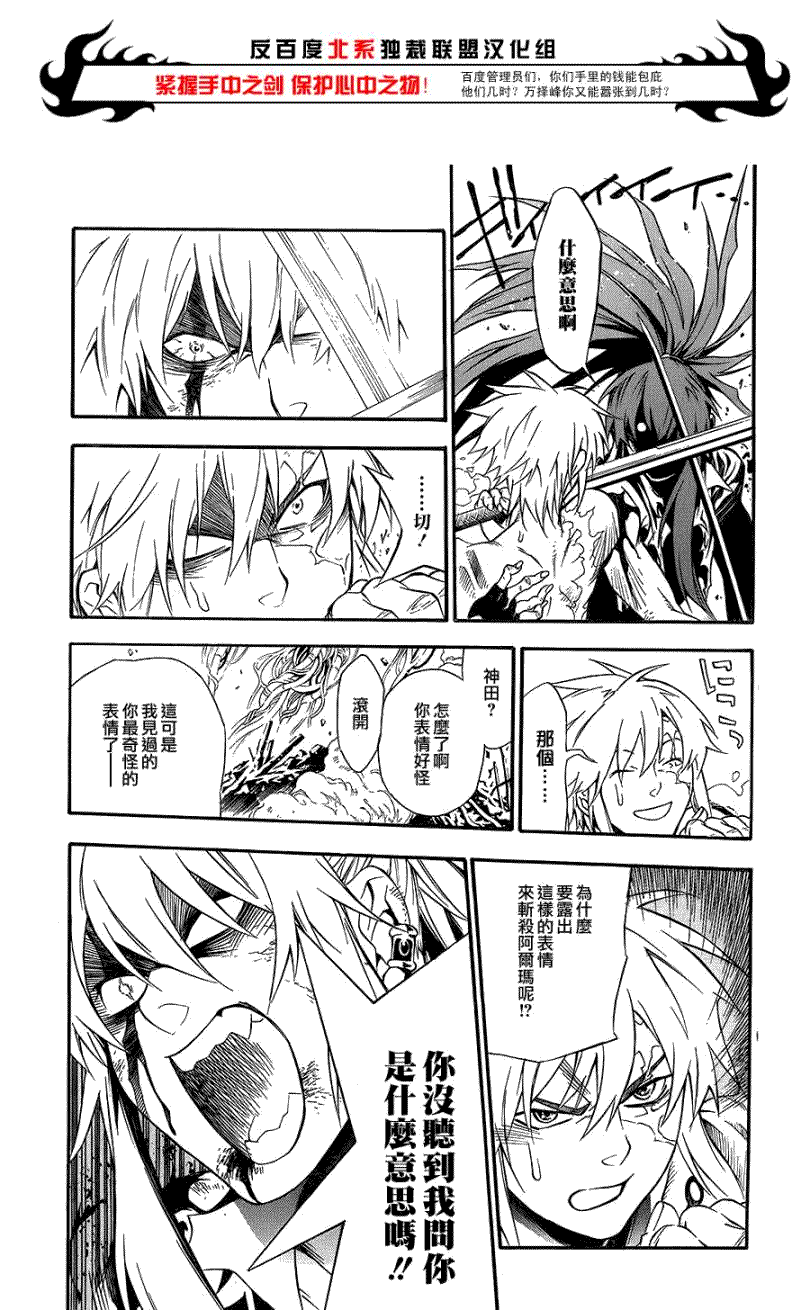 反百度北系独裁联盟汉化组
紧握手中之剑 保护心中之物!
百度管理员们，你们手里的钱能包庇
他们几时？万择峰你又能嚣张到几时？
什麼意思啊
……切!
那個……
神田?
怎麼了啊
你表情好怪
滾開
這可是
我見過的
你最奇怪的
表情了——
為什麼
要露出
這樣的表情
來斬殺阿爾瑪呢!?
你沒聽到我問你
是什麼意思嗎!!